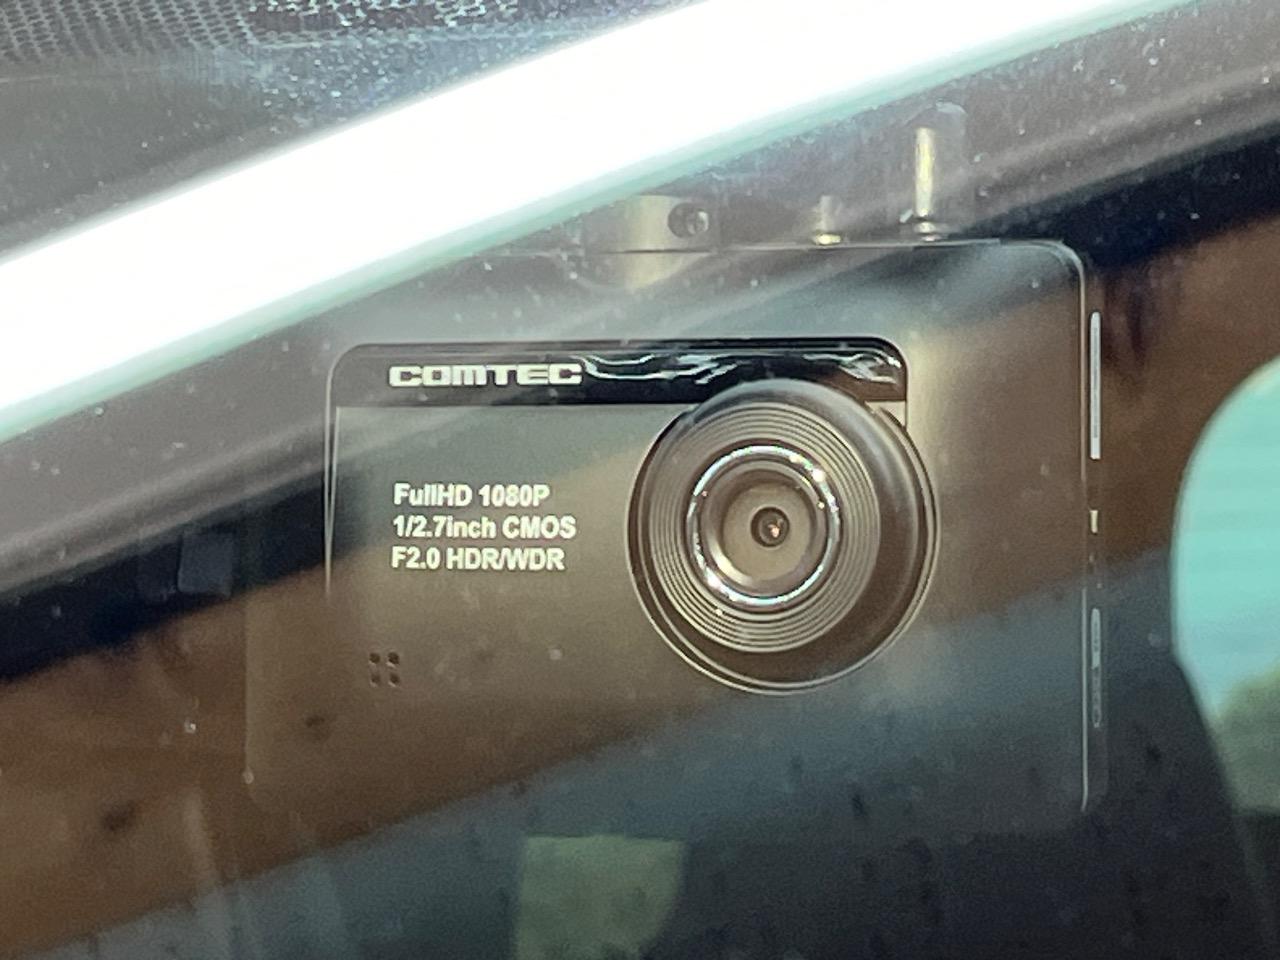 COMTEC
FullHD 1080P
1/2.7inch CMOS
F2.0 HDR/WDR